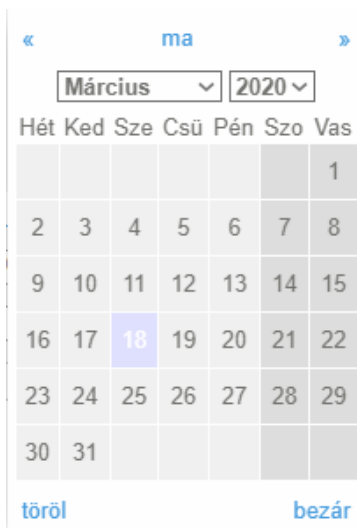 « ma »
Március 2020
Hét Ked Sze Csü Pén Szo Vas
1
2 3 4 5 6 7 8
9 10 11 12 13 14 15
16 17 18 19 20 21 22
23 24 25 26 27 28 29
30 31
töröl bezár